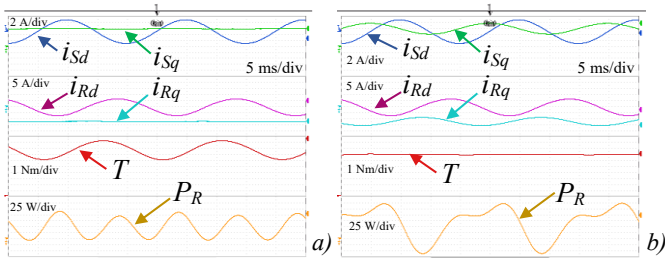 2 A/div
i_Sd
i_Sq
5 ms/div
5 A/div
i_Rd
i_Rq
T
1 Nm/div
P_R
25 W/div
a)
i_Sd
i_Sq
2 A/div
5 ms/div
5 A/div
i_Rd
i_Rq
T
1 Nm/div
P_R
25 W/div
b)